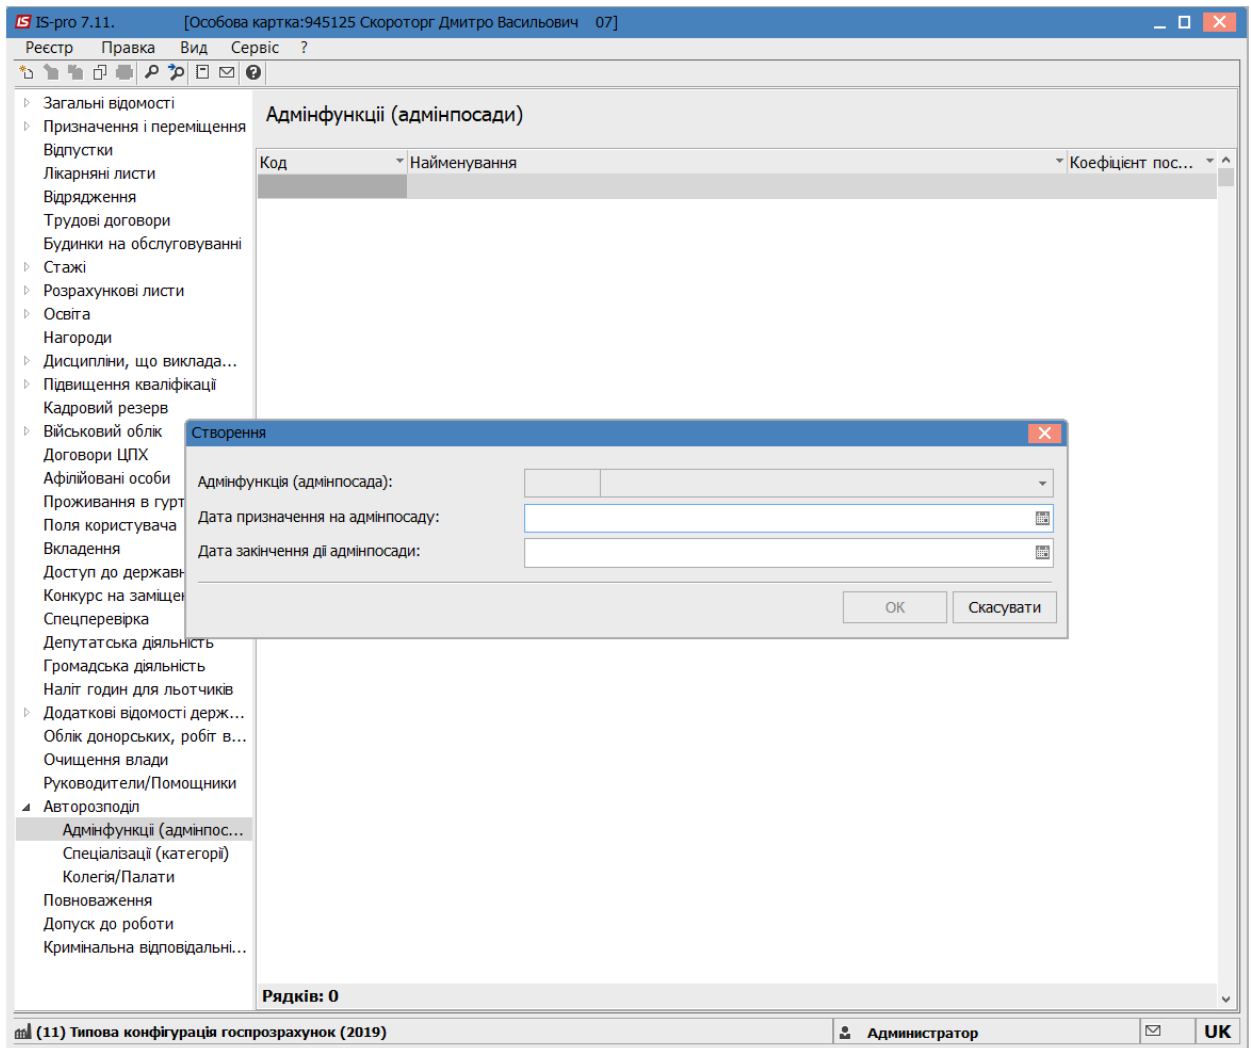 IS-pro 7.11. [Особова картка:945125 Скороторг Дмитро Васильович 07]
Реєстр Правка Вид Сервіс ?
Загальні відомості
Призначення і переміщення
Відпустки
Лікарняні листи
Відрядження
Трудові договори
Будинки на обслуговуванні
Стажі
Розрахункові листи
Освіта
Нагороди
Дисципліни, що виклада...
Підвищення кваліфікації
Кадровий резерв
Військовий облік
Договори ЦПХ
Афілійовані особи
Проживання в гурт
Поля користувача
Вкладення
Доступ до держав
Конкурс на заміще
Спецперевірка
Депутатська діяльність
Громадська діяльність
Наліт годин для льотчиків
Додаткові відомості держ...
Облік донорських, робіт в...
Очищення влади
Руководители/Помощники
Авторозподіл
Адмінфункції (адмінпос...
Спеціалізації (категорії)
Колегія/Палати
Повноваження
Допуск до роботи
Кримінальна відповідальні...
Адмінфункціі (адмінпосади)
Код Найменування Коефіцієнт пос...
Створення
Адмінфункція (адмінпосада):
Дата призначення на адмінпосаду:
Дата закінчення дії адмінпосади:
ОК Скасувати
Рядків: 0
(11) Типова конфігурація госпрозрахунок (2019) Администратор UK